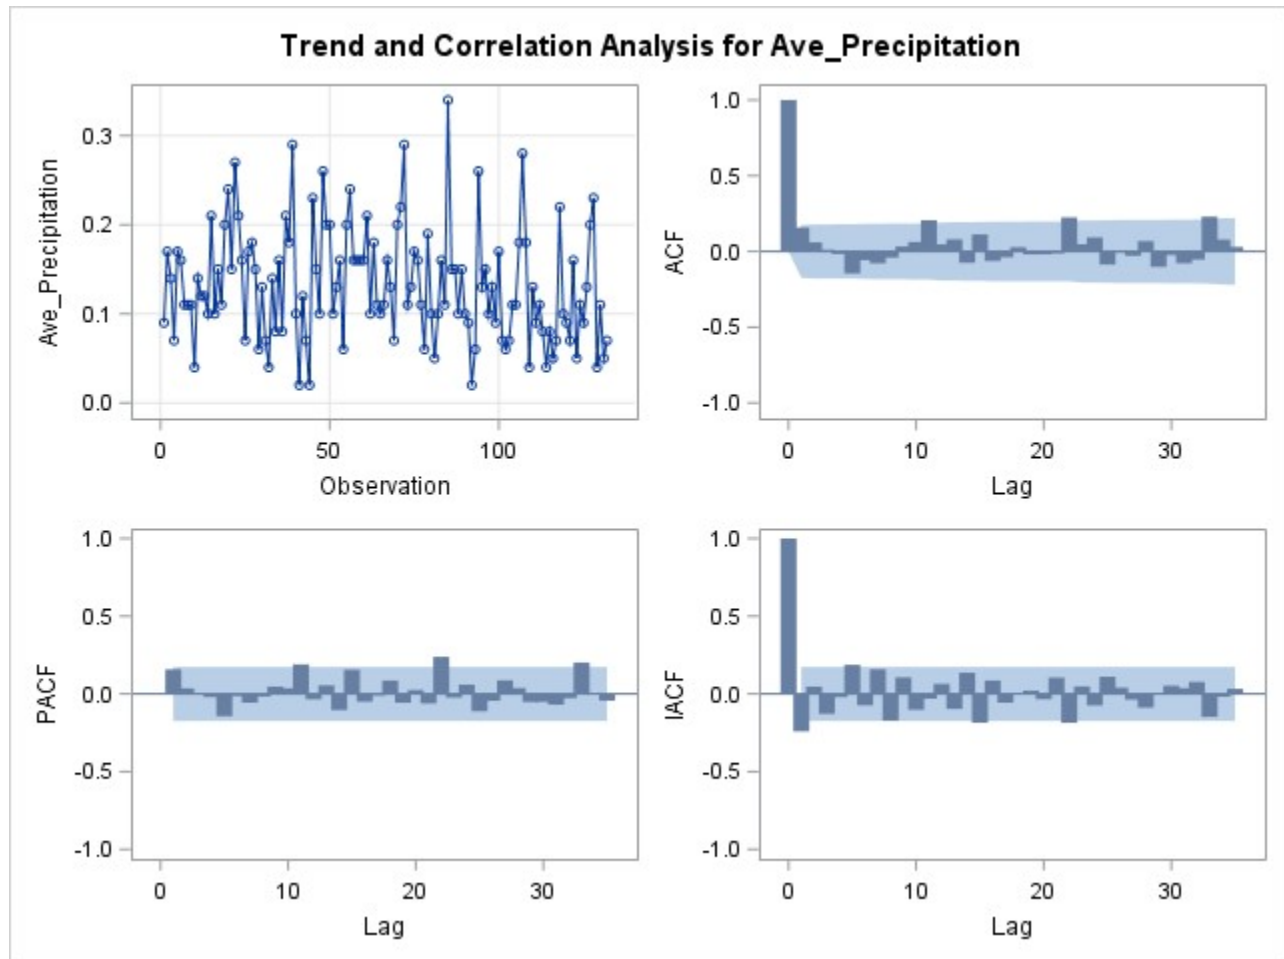 Trend and Correlation Analysis for Ave_Precipitation
Ave_Precipitation
0.3
0.2
0.1
0.0
0 50 100
Observation
ACF
1.0
0.5
0.0
-0.5
-1.0
0 10 20 30
Lag
PACF
1.0
0.5
0.0
-0.5
-1.0
0 10 20 30
Lag
IACF
1.0
0.5
0.0
-0.5
-1.0
0 10 20 30
Lag